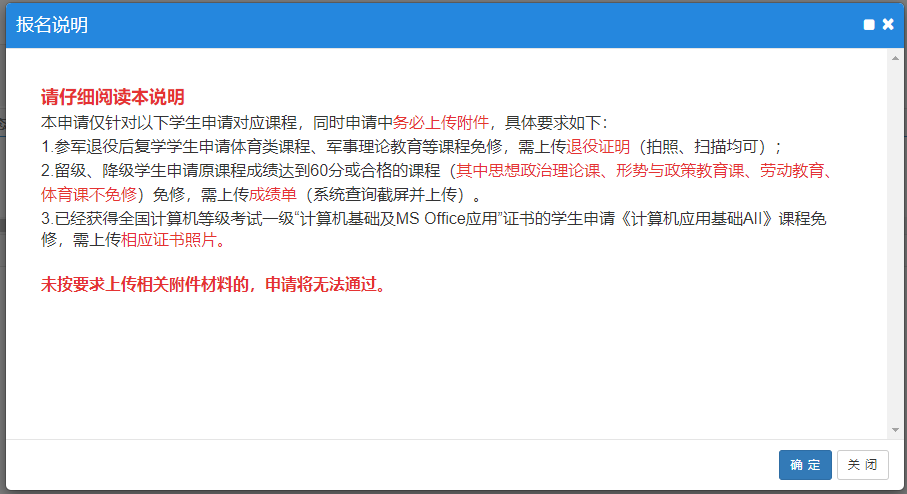 报名说明
请仔细阅读本说明
本申请仅针对以下学生申请对应课程，同时申请中务必上传附件，具体要求如下：
1.参军退役后复学学生申请体育类课程、军事理论教育等课程免修，需上传退役证明（拍照、扫描均可）；
2.留级、降级学生申请原课程成绩达到60分或合格的课程（其中思想政治理论课、形势与政策教育课、劳动教育、
体育课不免修）免修，需上传成绩单（系统查询截屏并上传）。
3.已经获得全国计算机等级考试一级“计算机基础及MS Office应用”证书的学生申请《计算机应用基础AII》课程免
修，需上传相应证书照片。
未按要求上传相关附件材料的，申请将无法通过。
确 定 关 闭